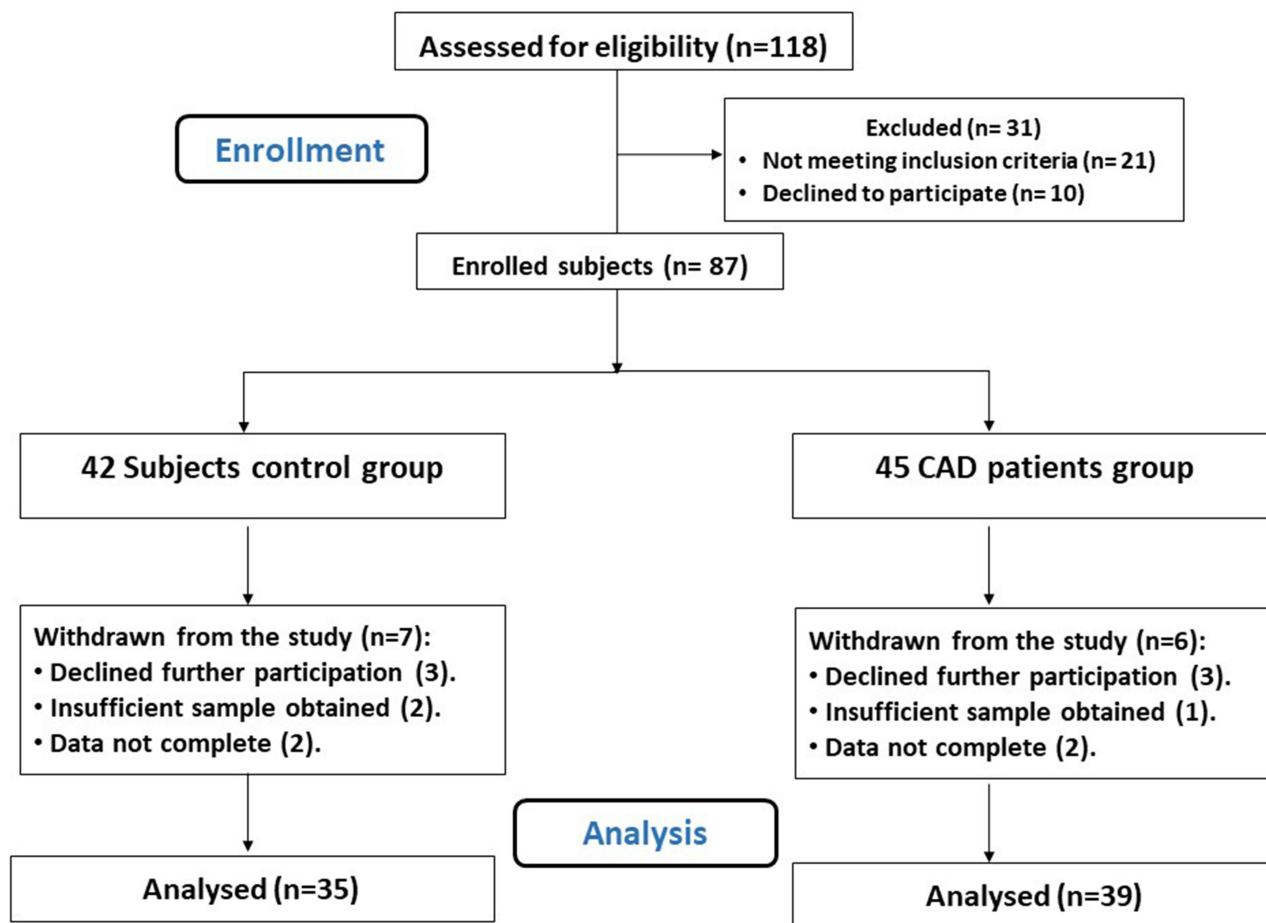 Assessed for eligibility (n=118)
Enrollment
Excluded (n= 31)
• Not meeting inclusion criteria (n= 21)
• Declined to participate (n= 10)
Enrolled subjects (n= 87)
42 Subjects control group
45 CAD patients group
Withdrawn from the study (n=7):
• Declined further participation (3).
• Insufficient sample obtained (2).
• Data not complete (2).
Withdrawn from the study (n=6):
• Declined further participation (3).
• Insufficient sample obtained (1).
• Data not complete (2).
Analysis
Analysed (n=35)
Analysed (n=39)